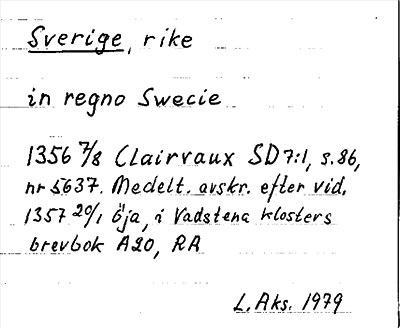 Sverige, rike
in regno Swecie
1356 7/8 Clairvaux SD7:1, s.86,
nr 5637. Medelt. avskr. efter vid.
1357 20/1 Öja, i Vadstena klosters
brevbok A20, RA
L.Aks. 1979